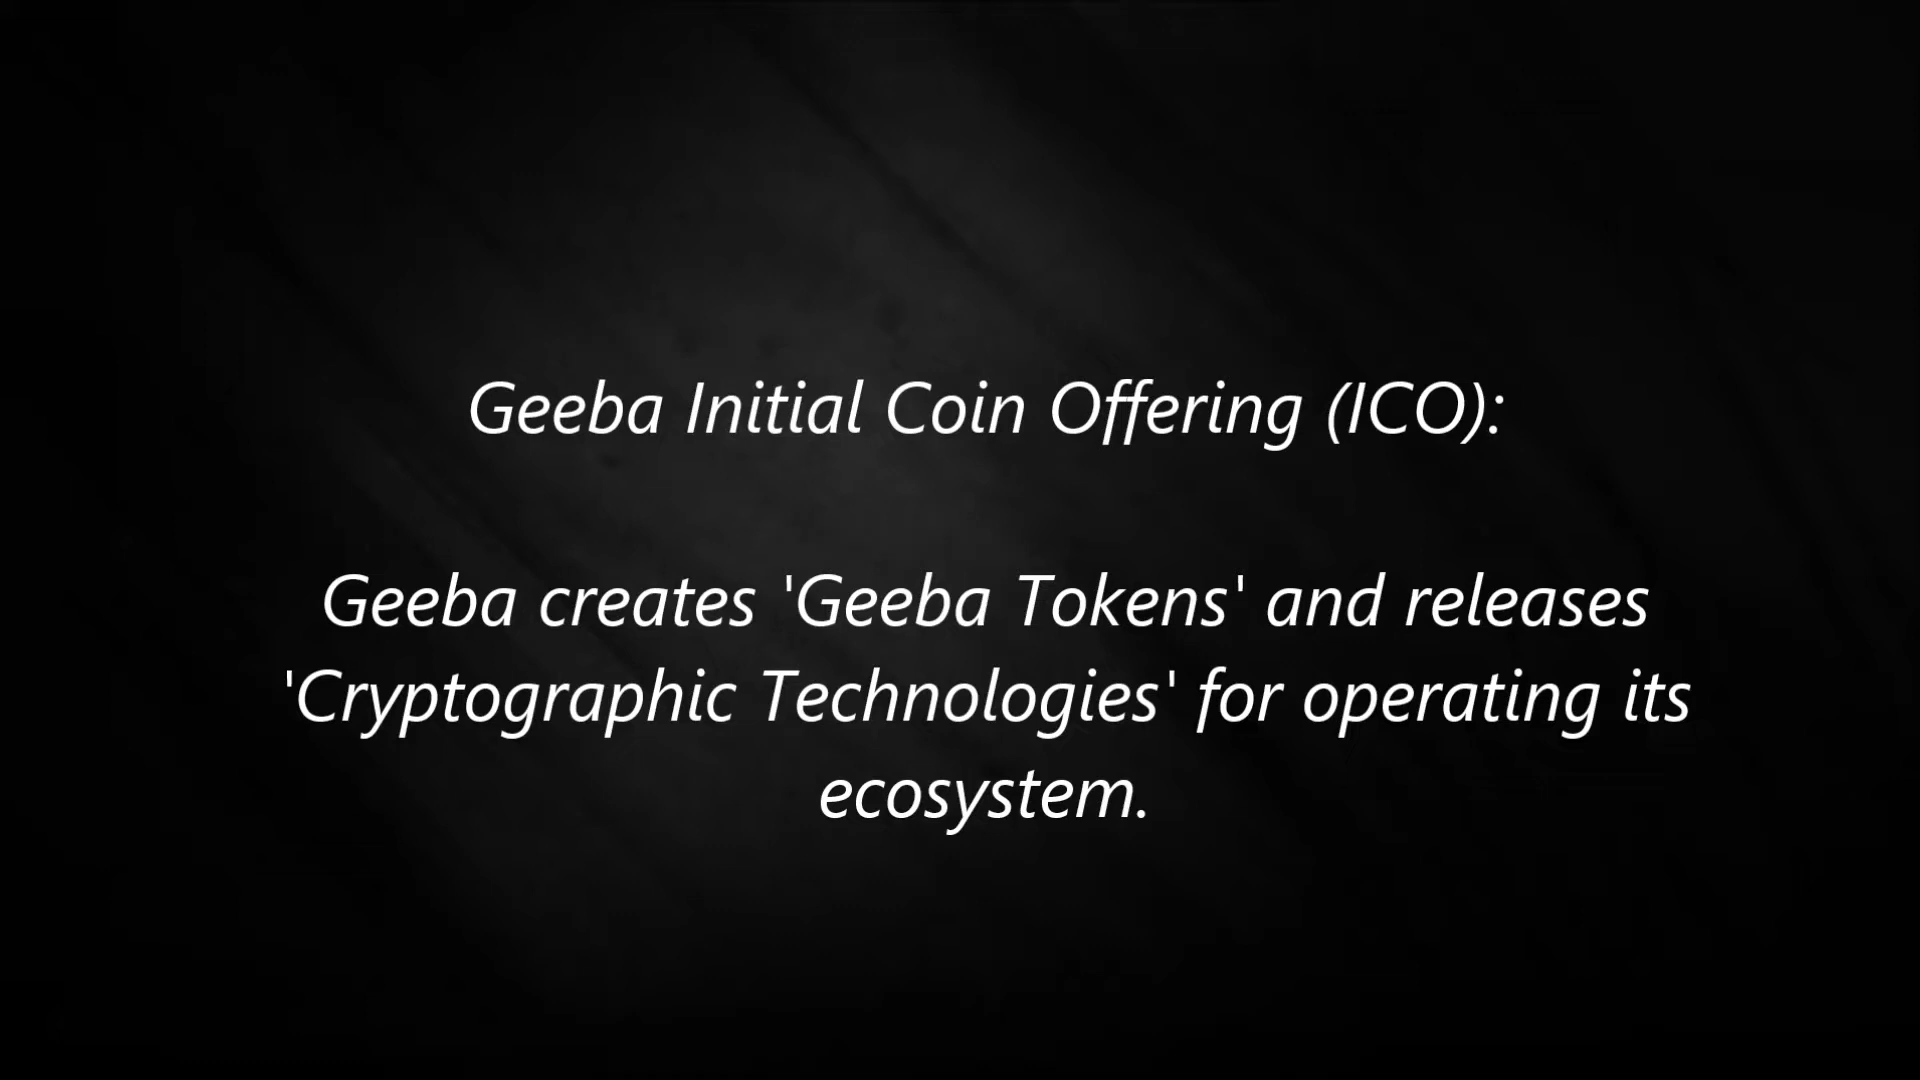 Geeba Initial Coin Offering (ICO):
Geeba creates 'Geeba Tokens' and releases
'Cryptographic Technologies' for operating its
ecosystem.